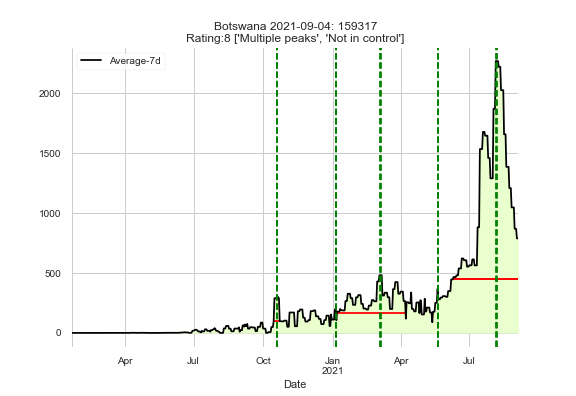 Botswana 2021-09-04: 159317
Rating:8 ['Multiple peaks', 'Not in control']
Average-7d
2000
1500
1000
500
0
Apr
Jul
Oct
Jan
2021
Apr
Jul
Date